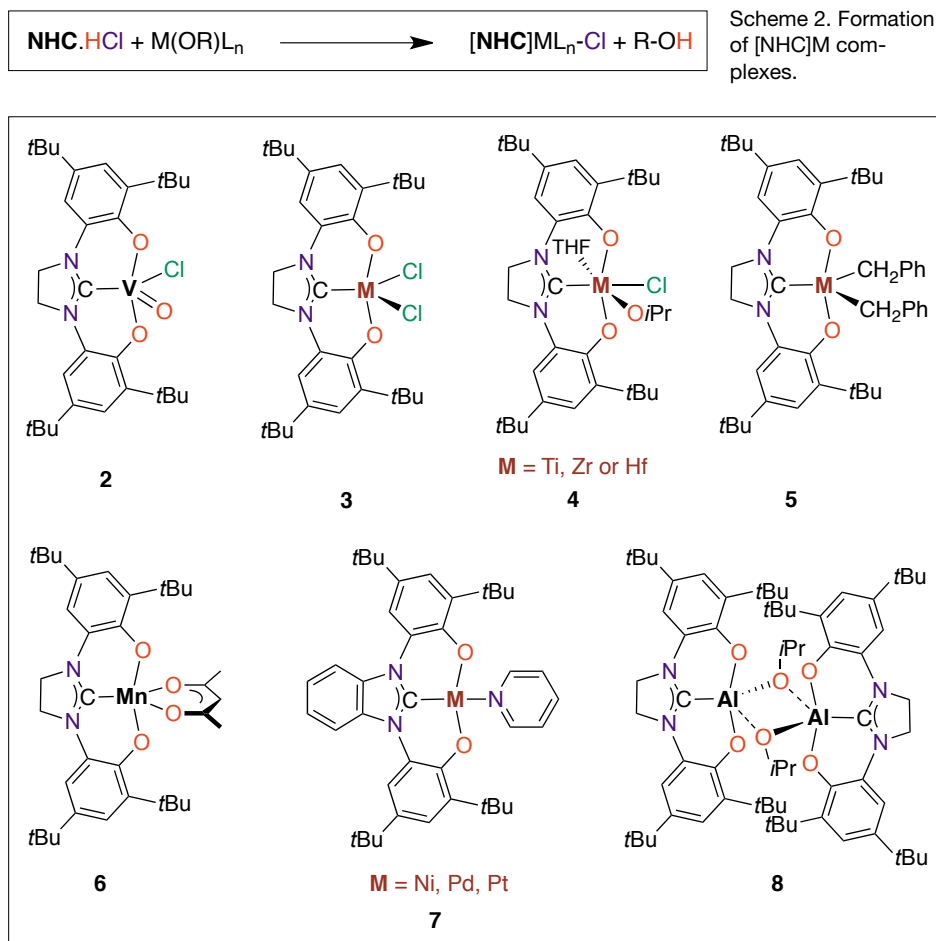 NHC.HCl + M(OR)Ln
[NHC]MLn-Cl + R-OH
Scheme 2. Formation
of [NHC]M com-
plexes.
tBu
tBu
O
N
Cl
C
V
O
N
O
tBu
tBu
2
tBu
tBu
O
N
Cl
C
M
Cl
N
O
tBu
tBu
3
tBu
tBu
THF
O
N
C
M
Cl
OiPr
N
O
tBu
tBu
M = Ti, Zr or Hf
4
tBu
tBu
O
N
CH2Ph
C
M
CH2Ph
N
O
tBu
tBu
5
tBu
tBu
O
N
O
C
Mn
O
N
O
tBu
tBu
6
tBu
tBu
O
N
C
M
N
N
O
tBu
tBu
M = Ni, Pd, Pt
7
tBu
tBu
tBu
tBu
O
iPr
O
O
N
N
C
Al
Al
C
O
iPr
N
N
O
O
tBu
tBu
tBu
tBu
8